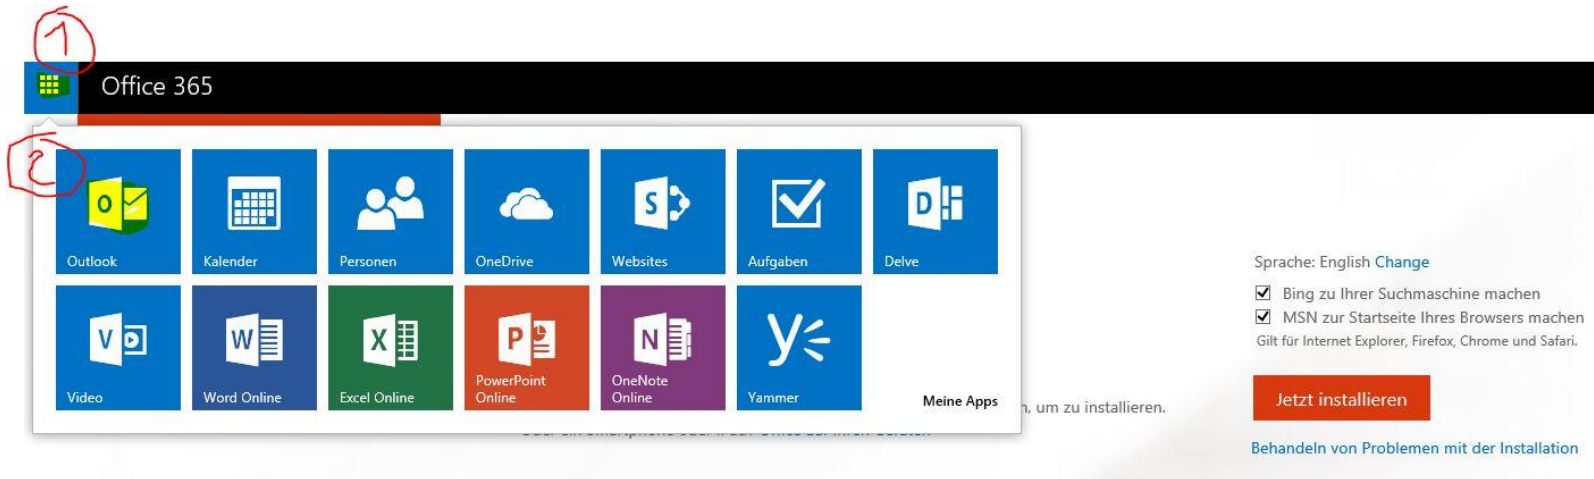 1
Office 365
2
Outlook
Kalender
Personen
OneDrive
Websites
Aufgaben
Delve
Video
Word Online
Excel Online
PowerPoint
Online
OneNote
Online
Yammer
Meine Apps
, um zu installieren.
Sprache: English Change
Bing zu Ihrer Suchmaschine machen
MSN zur Startseite Ihres Browsers machen
Gilt für Internet Explorer, Firefox, Chrome und Safari.
Jetzt installieren
Behandeln von Problemen mit der Installation